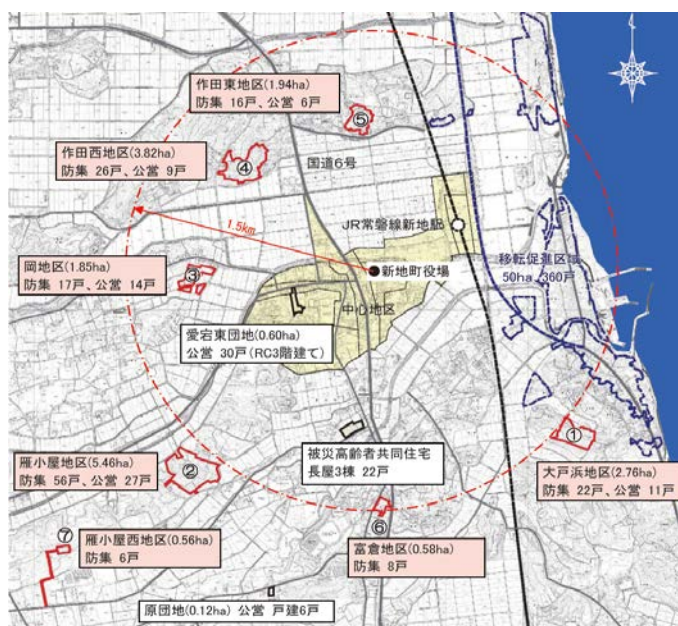 作田東地区(1.94ha)
防集 16戸、公営 6戸
⑤
作田西地区(3.82ha)
防集 26戸、公営 9戸
④
国道6号
1.5km
JR常磐線新地駅
岡地区(1.85ha)
防集 17戸、公営 14戸
③
新地町役場
移転促進区域
50ha、360戸
中心地区
愛宕東団地(0.60ha)
公営 30戸(RC3階建て)
①
被災高齢者共同住宅
長屋3棟 22戸
雁小屋地区(5.46ha)
防集 56戸、公営 27戸
②
大戸浜地区(2.76ha)
防集 22戸、公営 11戸
⑦
雁小屋西地区(0.56ha)
防集 6戸
⑥
富倉地区(0.58ha)
防集 8戸
原団地(0.12ha) 公営 戸建6戸